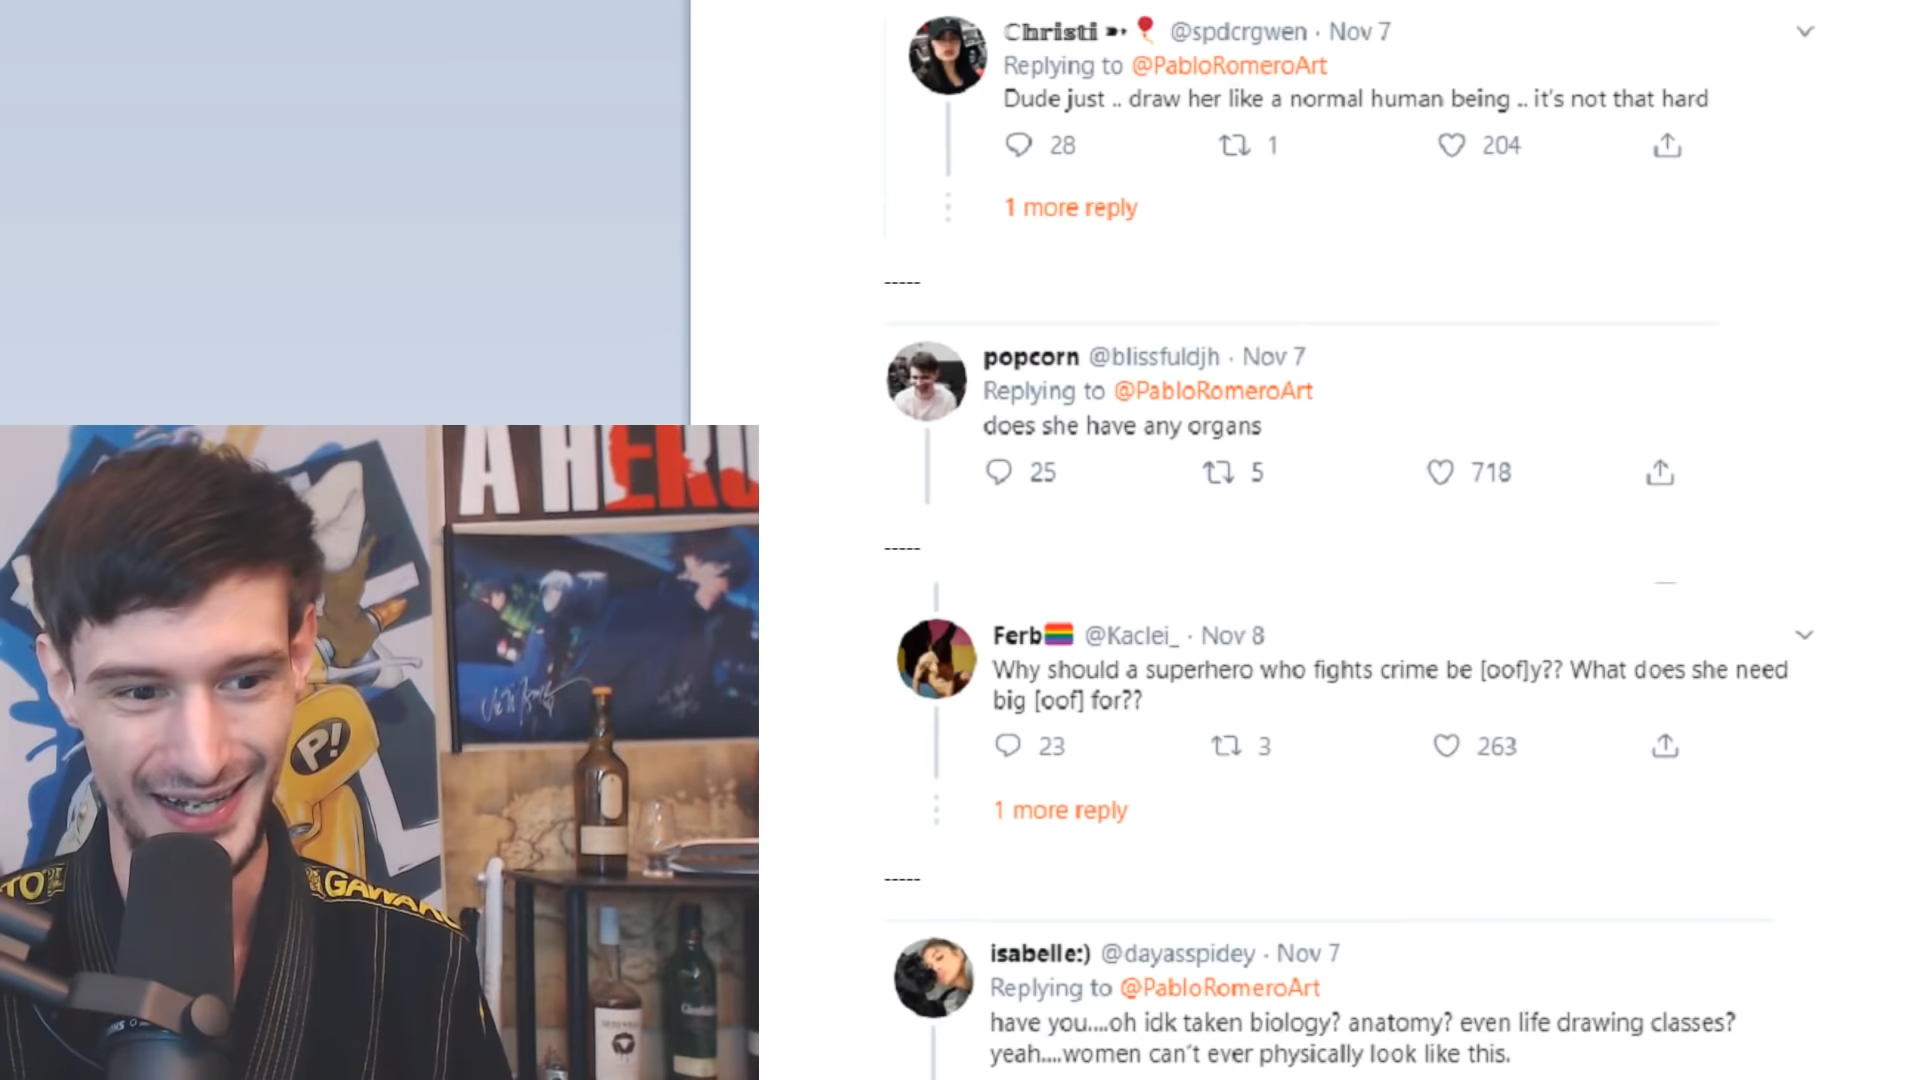 Christi @spdcrgwen · Nov 7
Replying to @PabloRomeroArt
Dude just .. draw her like a normal human being .. it's not that hard
28 1 204
1 more reply
-----
popcorn @blissfuldjh · Nov 7
Replying to @PabloRomeroArt
does she have any organs
25 5 718
-----
Ferb @Kaclei_ · Nov 8
Why should a superhero who fights crime be [oof]y?? What does she need
big [oof] for??
23 3 263
1 more reply
-----
isabelle:) @dayasspidey · Nov 7
Replying to @PabloRomeroArt
have you....oh idk taken biology? anatomy? even life drawing classes?
yeah....women can't ever physically look like this.
A HERO
P!